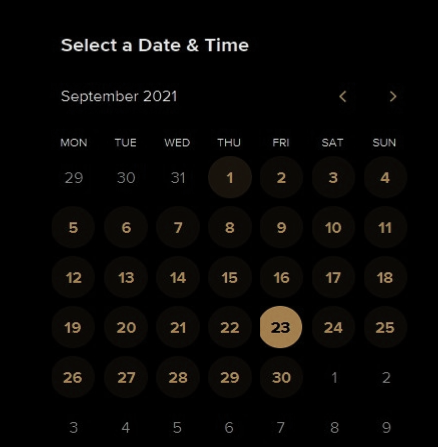 Select a Date & Time
September 2021
MON TUE WED THU FRI SAT SUN
29 30 31 1 2 3 4
5 6 7 8 9 10 11
12 13 14 15 16 17 18
19 20 21 22 23 24 25
26 27 28 29 30 1 2
3 4 5 6 7 8 9